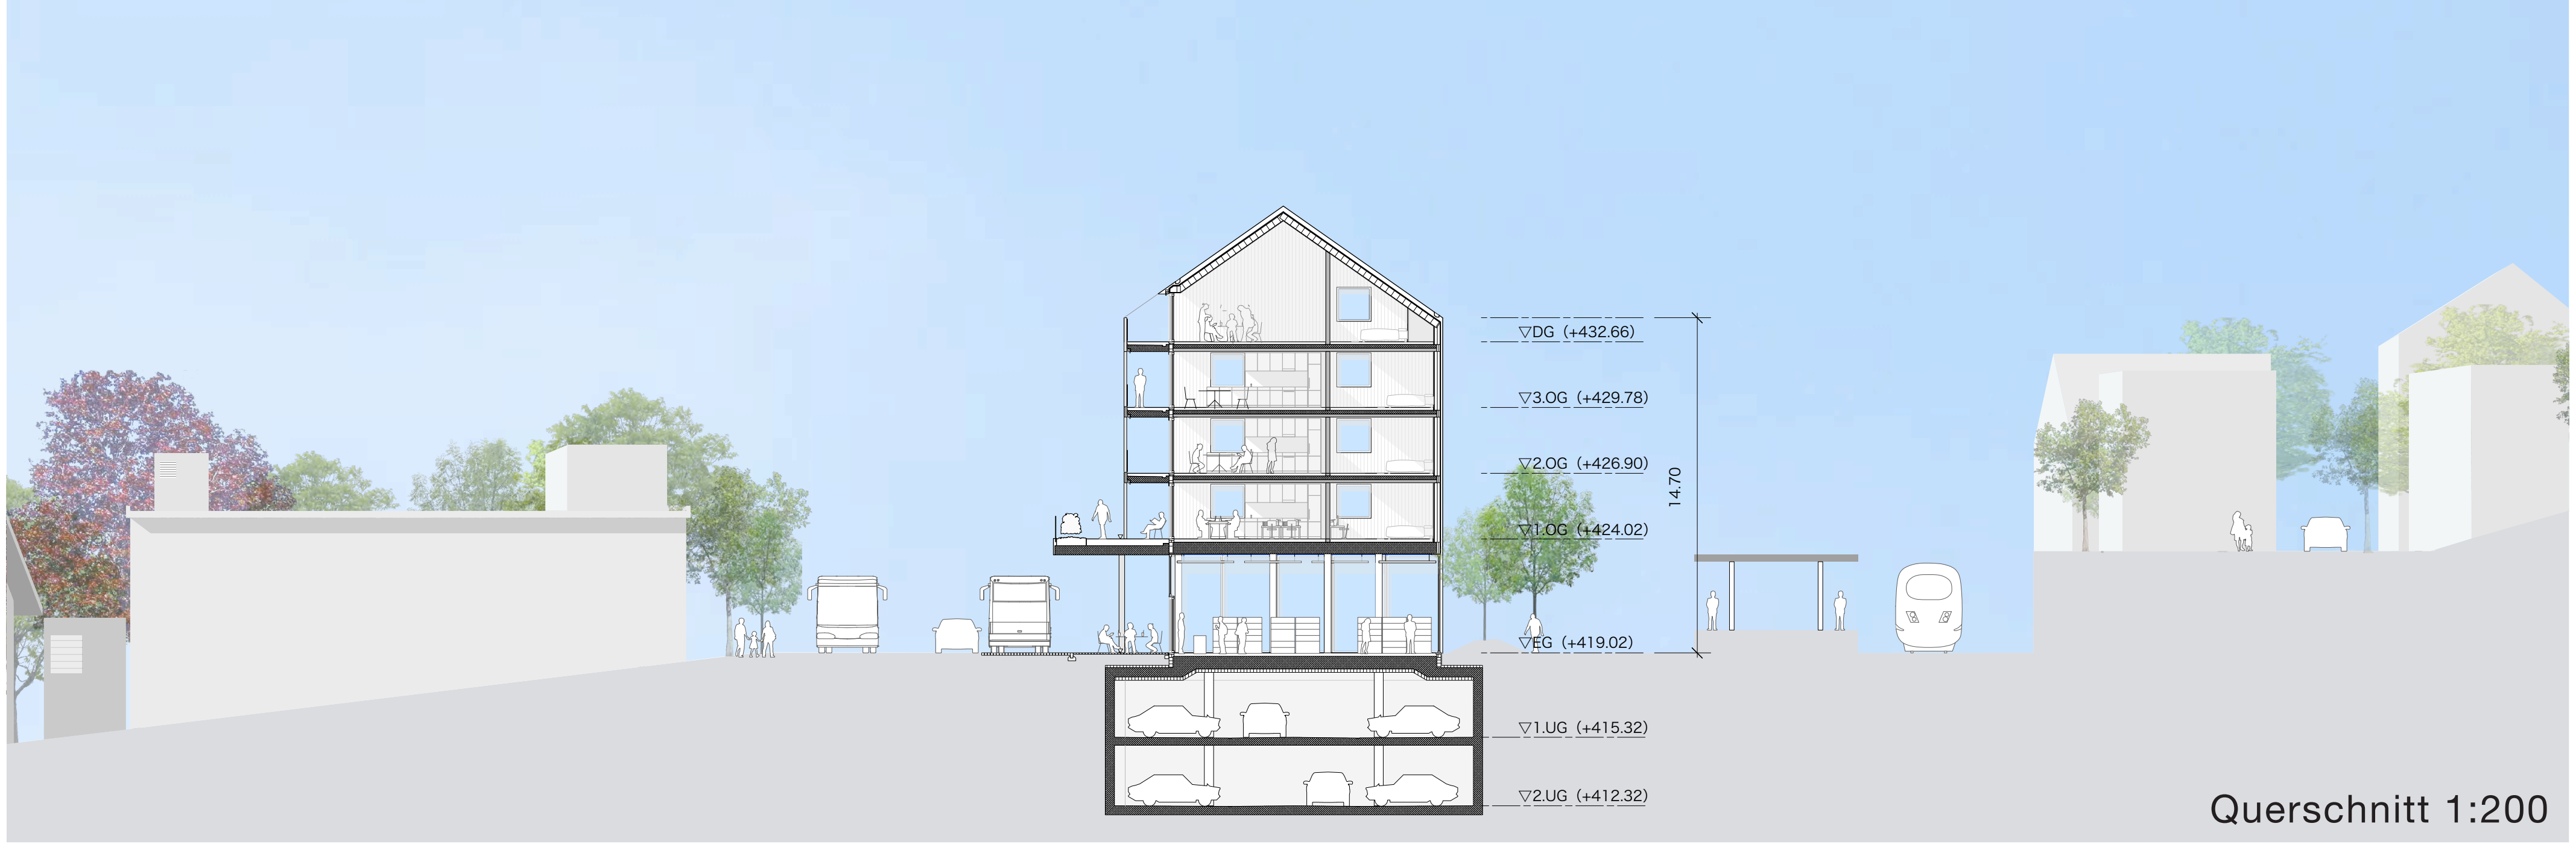 ▽DG (+432.66)
▽3.OG (+429.78)
▽2.OG (+426.90)
14.70
▽1.OG (+424.02)
▽EG (+419.02)
▽1.UG (+415.32)
▽2.UG (+412.32)
Querschnitt 1:200